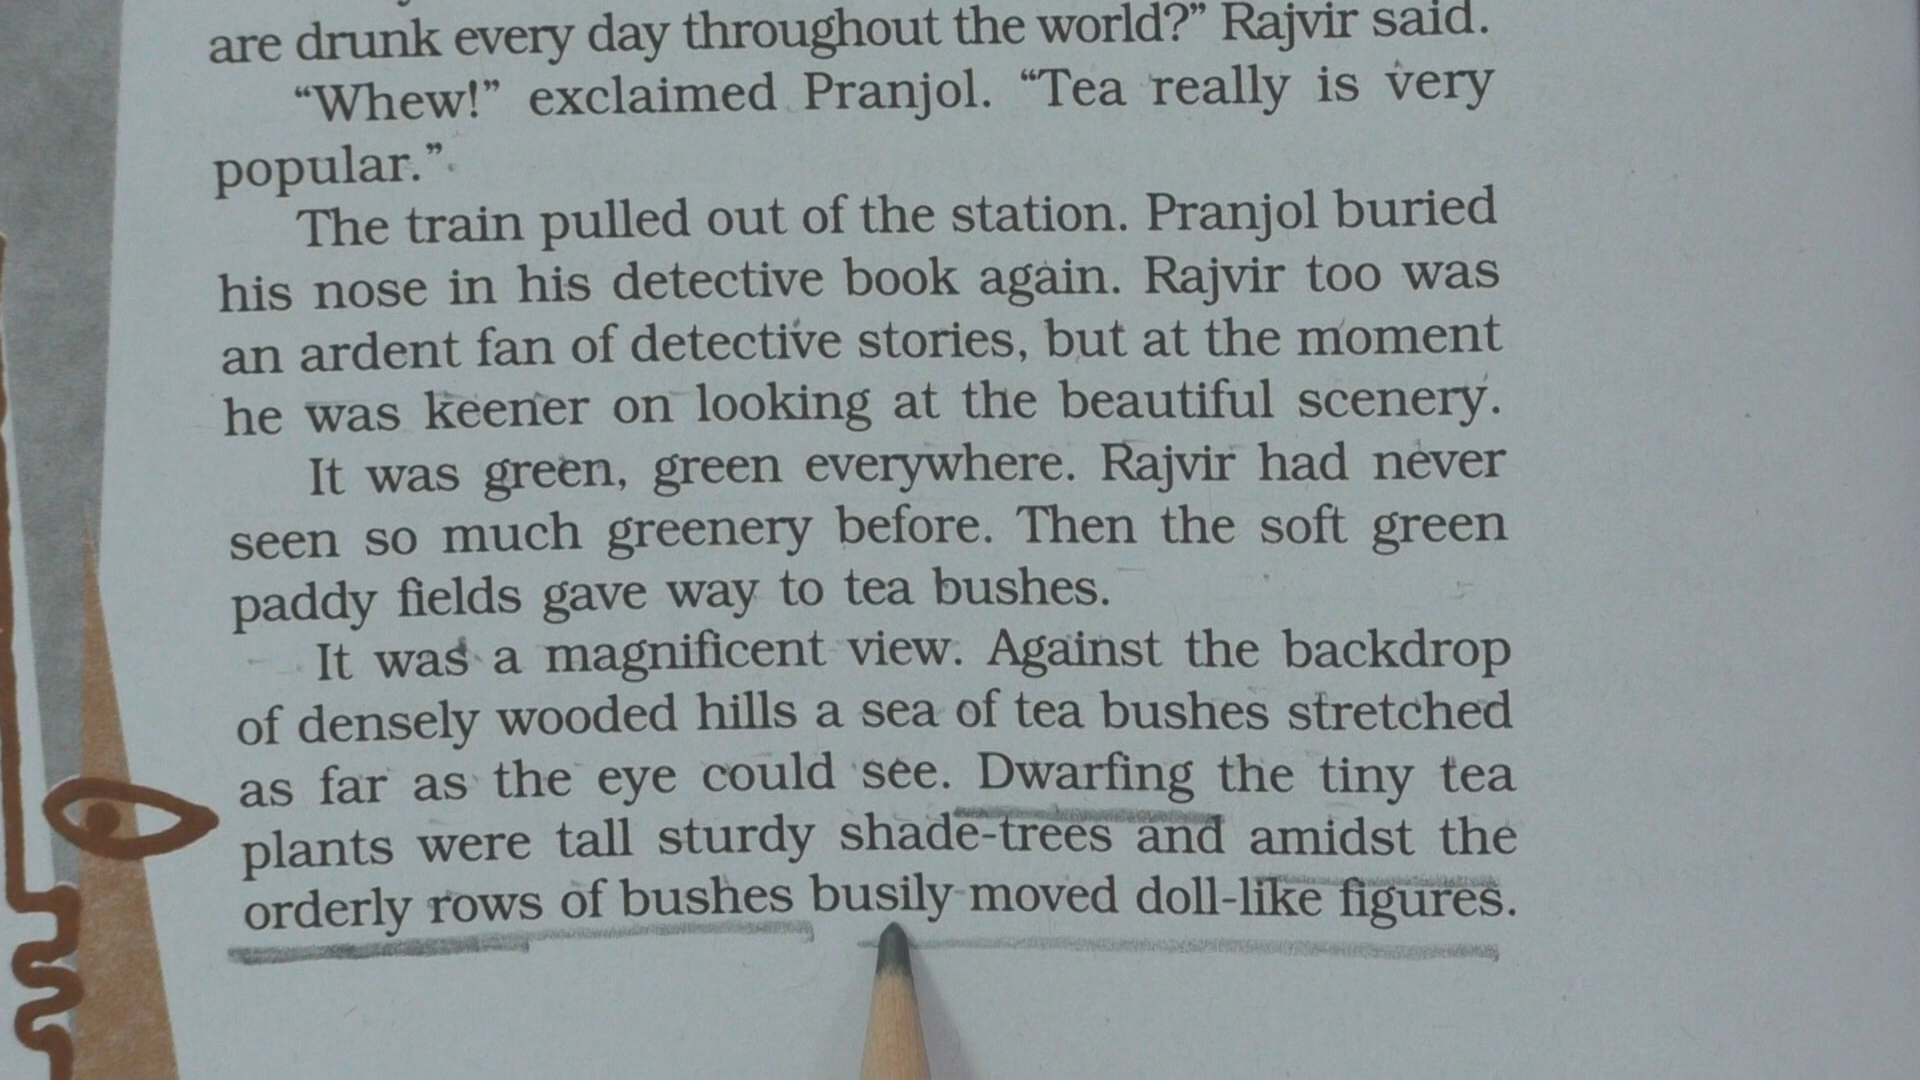 are drunk every day throughout the world?” Rajvir said.
“Whew!” exclaimed Pranjol. “Tea really is very
popular.”
The train pulled out of the station. Pranjol buried
his nose in his detective book again. Rajvir too was
an ardent fan of detective stories, but at the moment
he was keener on looking at the beautiful scenery.
It was green, green everywhere. Rajvir had never
seen so much greenery before. Then the soft green
paddy fields gave way to tea bushes.
It was a magnificent view. Against the backdrop
of densely wooded hills a sea of tea bushes stretched
as far as the eye could see. Dwarfing the tiny tea
plants were tall sturdy shade-trees and amidst the
orderly rows of bushes busily moved doll-like figures.